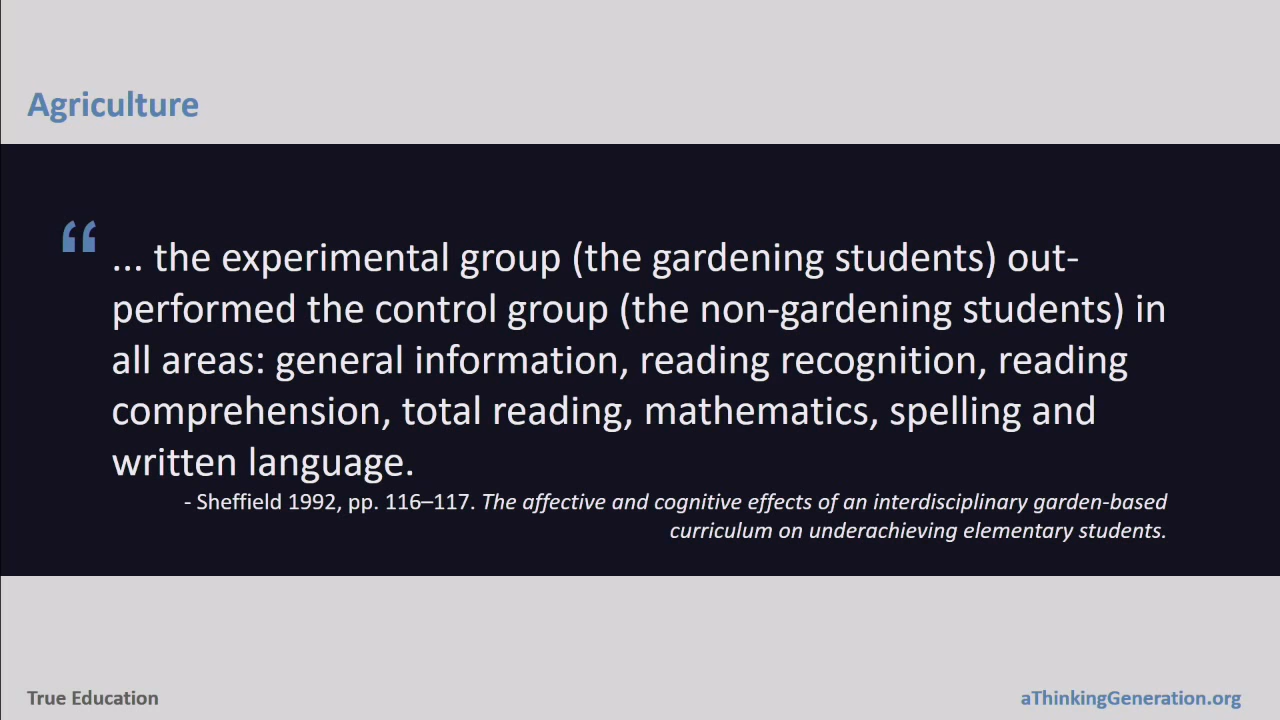 Agriculture
“ ... the experimental group (the gardening students) out-
performed the control group (the non-gardening students) in
all areas: general information, reading recognition, reading
comprehension, total reading, mathematics, spelling and
written language.
- Sheffield 1992, pp. 116–117. The affective and cognitive effects of an interdisciplinary garden-based
curriculum on underachieving elementary students.
True Education
aThinkingGeneration.org